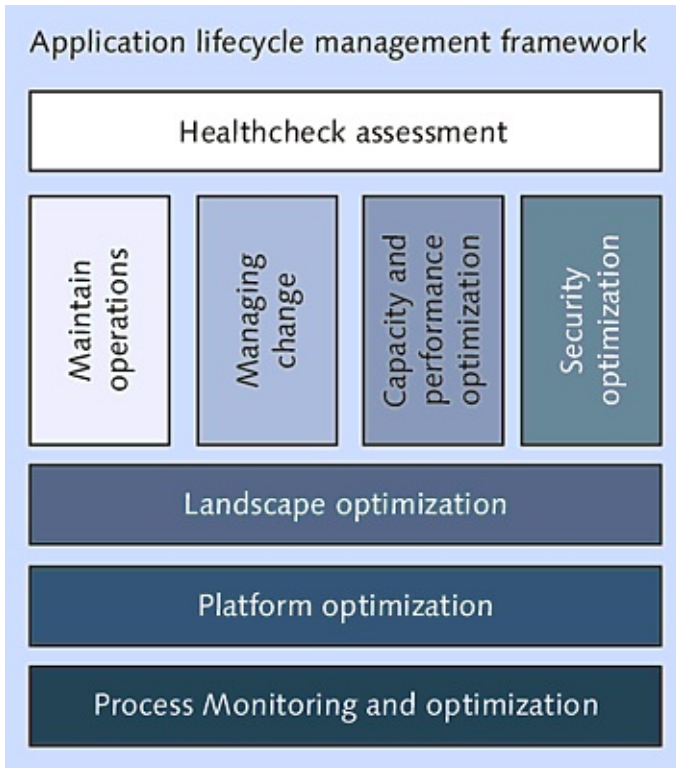 Application lifecycle management framework
Healthcheck assessment
Maintain
operations
Managing
change
Capacity and
performance
optimization
Security
optimization
Landscape optimization
Platform optimization
Process Monitoring and optimization